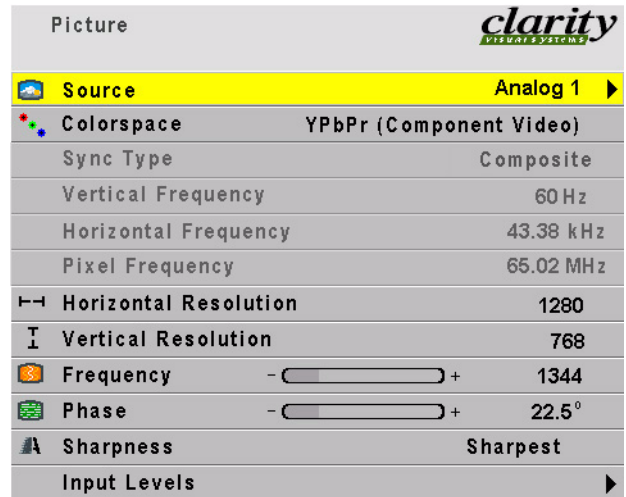 Picture
clarity
VISUAL SYSTEMS
Source Analog 1
Colorspace YPbPr (Component Video)
Sync Type Composite
Vertical Frequency 60 Hz
Horizontal Frequency 43.38 kHz
Pixel Frequency 65.02 MHz
Horizontal Resolution 1280
Vertical Resolution 768
Frequency - + 1344
Phase - + 22.5°
Sharpness Sharpest
Input Levels